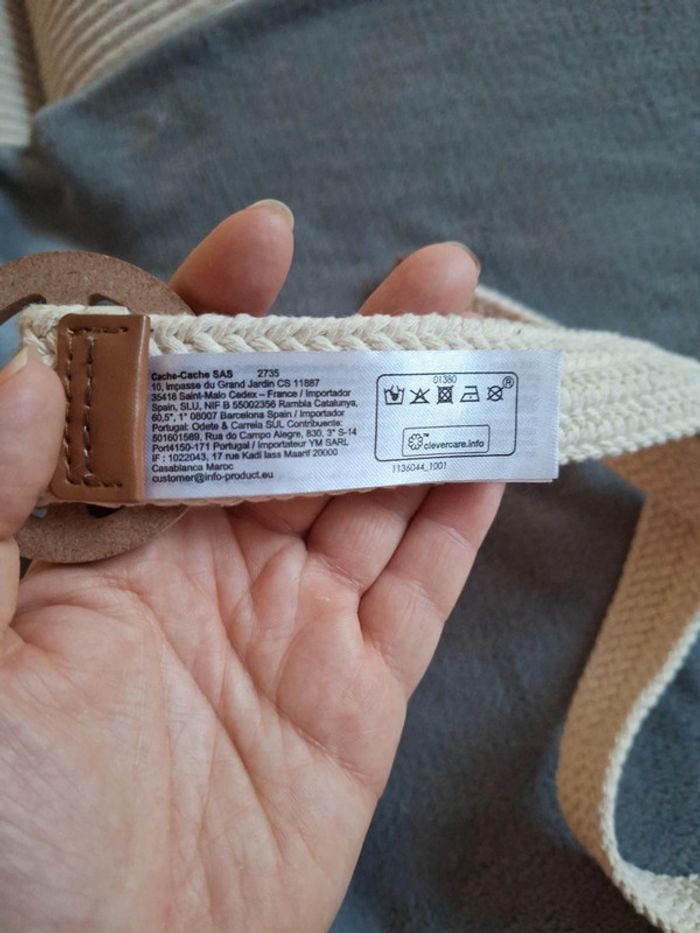 Cache-Cache SAS 2735
10, impasse du Grand Jardin CS 11887
35418 Saint-Malo Cedex – France / Importador
Spain, SLU, NIF B 55002356 Rambla Catalunya,
60,5°, 1° 08007 Barcelona Spain / Importador
Portugal: Odete & Carreia SUL Contribuente:
501601589, Rua do Campo Alegre, 830, 3° S-14
Port4150-171 Portugal / Importateur YM SARL
IF : 1022043, 17 rue Kadi Iass Maarif 20000
Casablanca Maroc
customer@info-product.eu
01380
®
™ clevercare.info
1136044_1001